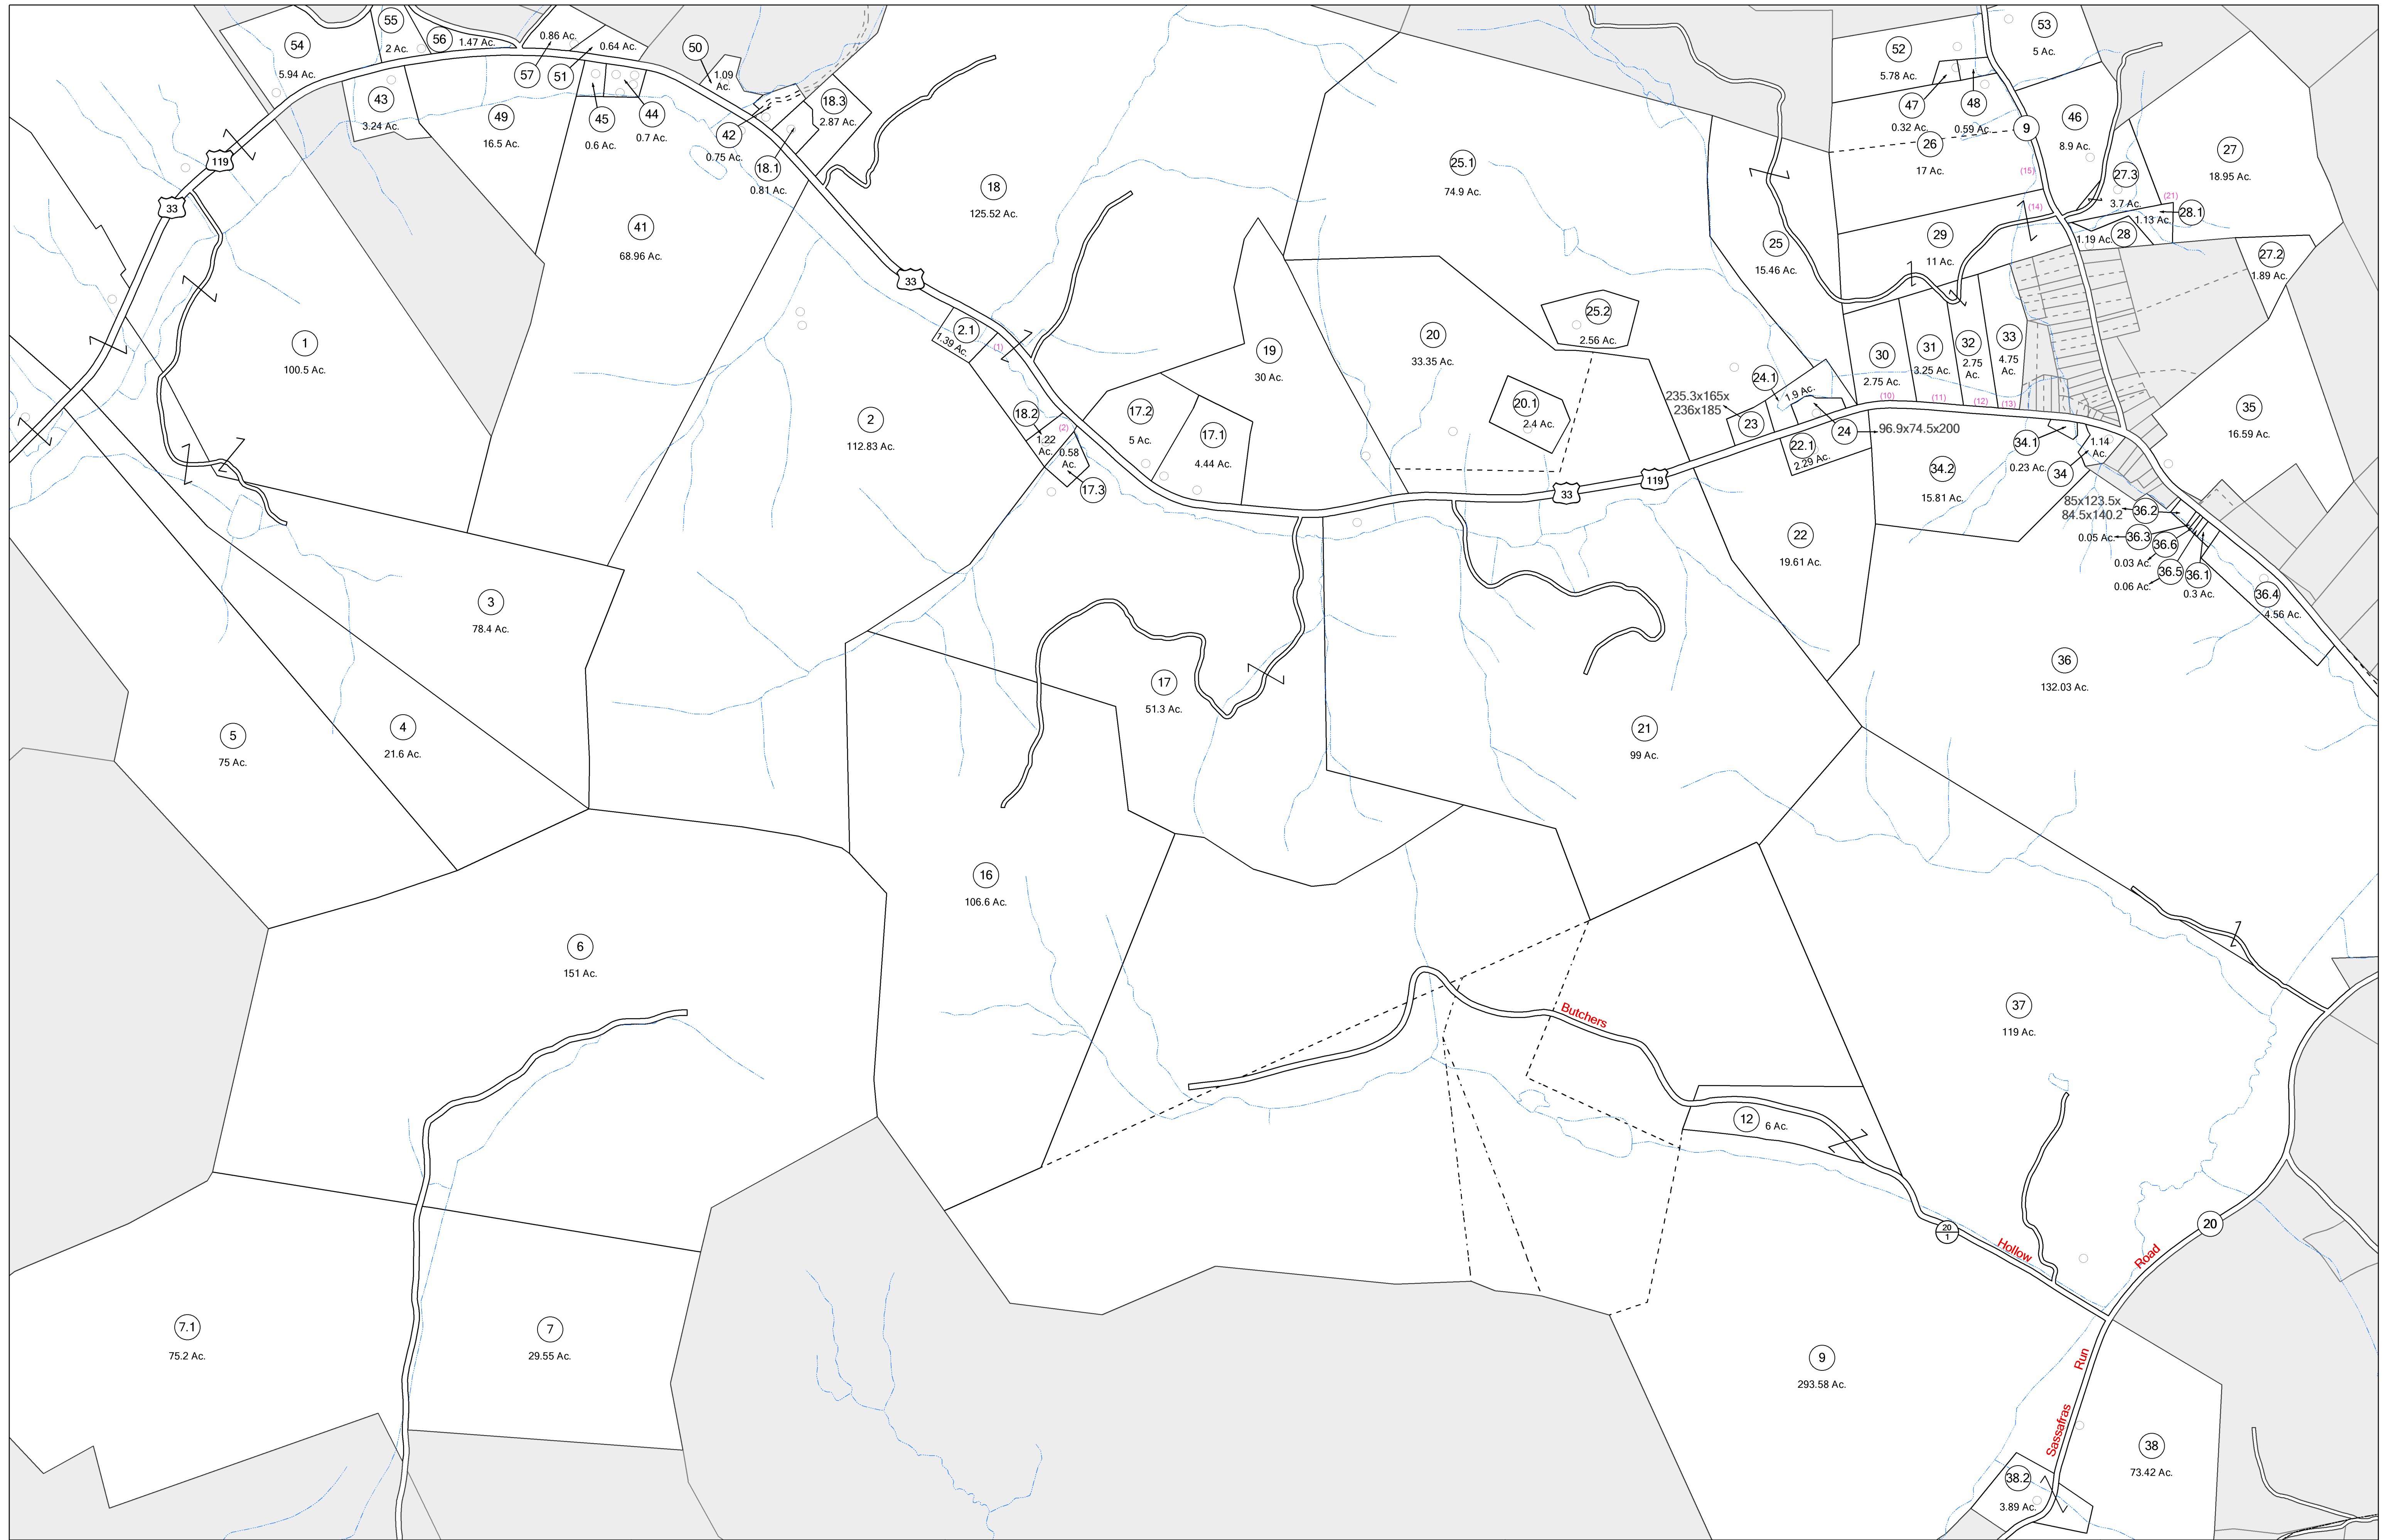 55
54
2 Ac.
5.94 Ac.
56
1.47 Ac.
0.86 Ac.
0.64 Ac.
57
51
50
1.09
Ac.
43
3.24 Ac.
49
16.5 Ac.
45
0.6 Ac.
44
0.7 Ac.
42
0.75 Ac.
18.3
2.87 Ac.
18.1
0.81 Ac.
119
33
1
100.5 Ac.
41
68.96 Ac.
18
125.52 Ac.
33
25.1
74.9 Ac.
52
5.78 Ac.
53
5 Ac.
47
0.32 Ac.
48
0.59 Ac.
9
46
8.9 Ac.
26
17 Ac.
(15)
27
18.95 Ac.
27.3
3.7 Ac.
(14)
(21)
28.1
1.13 Ac.
28
1.19 Ac.
25
15.46 Ac.
29
11 Ac.
27.2
1.89 Ac.
2.1
1.39 Ac.
(1)
19
30 Ac.
20
33.35 Ac.
25.2
2.56 Ac.
20.1
2.4 Ac.
30
2.75 Ac.
31
3.25 Ac.
32
2.75
Ac.
33
4.75
Ac.
(10)
(11)
(12)
(13)
24.1
1.9 Ac.
235.3x165x
236x185
23
24
96.9x74.5x200
22.1
2.29 Ac.
35
16.59 Ac.
2
112.83 Ac.
18.2
1.22
Ac.
(2)
0.58
Ac.
17.3
17.2
5 Ac.
17.1
4.44 Ac.
33
119
34.1
0.23 Ac.
1.14
Ac.
34
34.2
15.81 Ac.
85x123.5x
84.5x140.2
36.2
0.05 Ac.
36.3
36.6
0.03 Ac.
36.5
0.06 Ac.
36.1
0.3 Ac.
36.4
4.56 Ac.
22
19.61 Ac.
3
78.4 Ac.
36
132.03 Ac.
17
51.3 Ac.
21
99 Ac.
5
75 Ac.
4
21.6 Ac.
16
106.6 Ac.
6
151 Ac.
Butchers
37
119 Ac.
12
6 Ac.
20
1
Hollow
Road
20
7.1
75.2 Ac.
7
29.55 Ac.
9
293.58 Ac.
Run
Sassafras
38
73.42 Ac.
38.2
3.89 Ac.